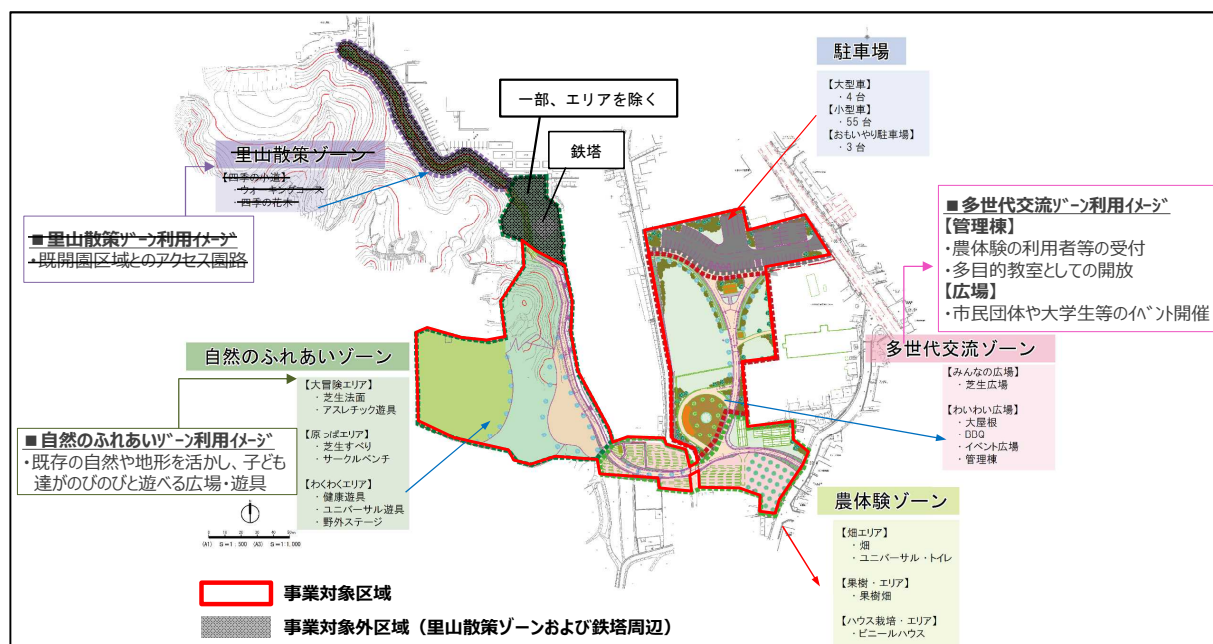 駐車場
【大型車】
・4台
【小型車】
・55台
【おもいやり駐車場】
・3台
一部、エリアを除く
鉄塔
里山散策ゾーン
【四季の小道】
・ウォーキングコース
・四季の花木
■里山散策ｿﾞｰﾝ利用ｲﾒｰｼﾞ
・既開園区域とのアクセス園路
■多世代交流ｿﾞｰﾝ利用ｲﾒｰｼﾞ
【管理棟】
・農体験の利用者等の受付
・多目的教室としての開放
【広場】
・市民団体や大学生等のｲﾍﾞﾝﾄ開催
多世代交流ゾーン
【みんなの広場】
・芝生広場
【わいわい広場】
・大屋根
・DDQ
・イベント広場
・管理棟
自然のふれあいゾーン
【大冒険エリア】
・芝生法面
・アスレチック遊具
【原っぱエリア】
・芝生すべり
・サークルベンチ
【わくわくエリア】
・健康遊具
・ユニバーサル遊具
・野外ステージ
■自然のふれあいｿﾞｰﾝ利用ｲﾒｰｼﾞ
・既存の自然や地形を活かし、子ども
達がのびのびと遊べる広場・遊具
農体験ゾーン
【畑エリア】
・畑
・ユニバーサル・トイレ
【果樹・エリア】
・果樹畑
【ハウス栽培・エリア】
・ビニールハウス
(A1) S=1:500 (A3) S=1:1,000
事業対象区域
事業対象外区域（里山散策ゾーンおよび鉄塔周辺）